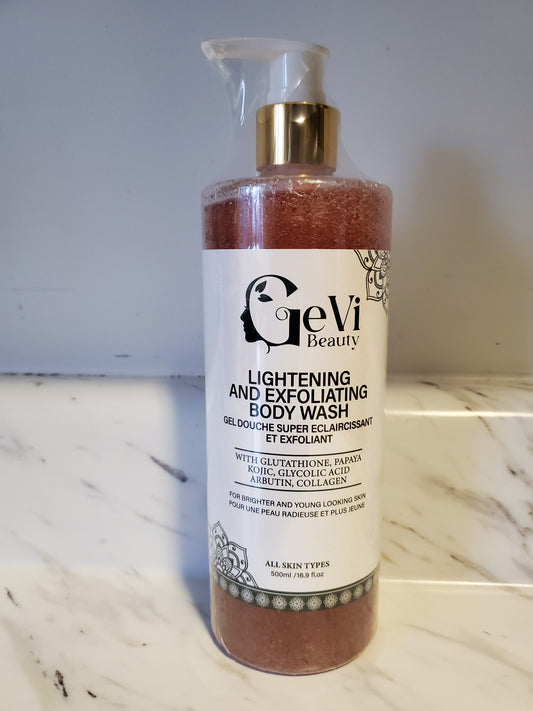 GeVi
Beauty
LIGHTENING
AND EXFOLIATING
BODY WASH
GEL DOUCHE SUPER ECLAIRCISSANT
ET EXFOLIANT
WITH GLUTATHIONE, PAPAYA
KOJIC, GLYCOLIC ACID
ARBUTIN, COLLAGEN
FOR BRIGHTER AND YOUNG LOOKING SKIN
POUR UNE PEAU RADIEUSE ET PLUS JEUNE
ALL SKIN TYPES
500ml /16.9 fl.oz